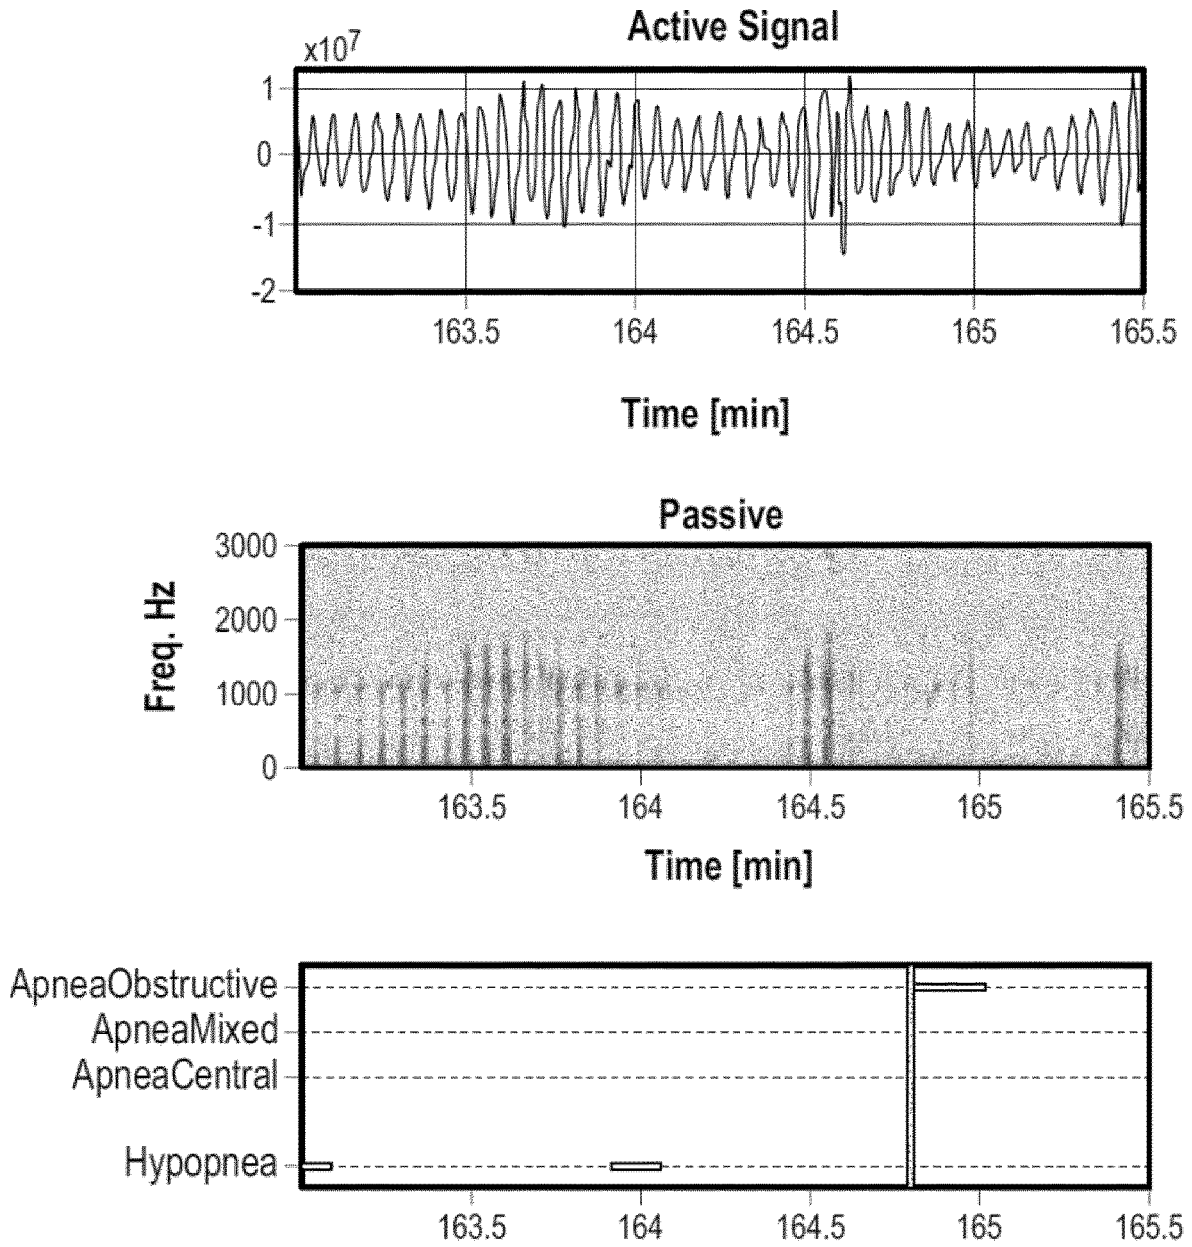 Active Signal
x10⁷
1
0
-1
-2
163.5 164 164.5 165 165.5
Time [min]
Passive
Freq. Hz
3000
2000
1000
0
163.5 164 164.5 165 165.5
Time [min]
ApneaObstructive
ApneaMixed
ApneaCentral
Hypopnea
163.5 164 164.5 165 165.5